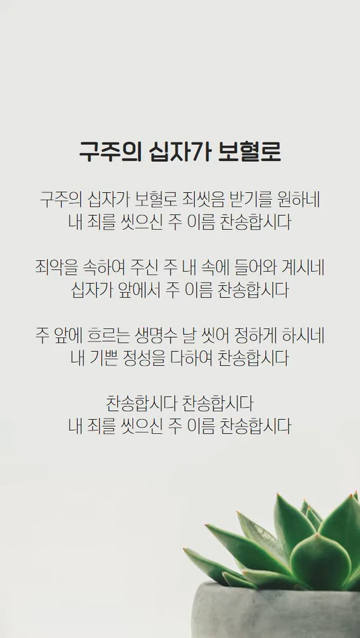 구주의 십자가 보혈로
구주의 십자가 보혈로 죄씻음 받기를 원하네
내 죄를 씻으신 주 이름 찬송합시다
죄악을 속하여 주신 주 내 속에 들어와 계시네
십자가 앞에서 주 이름 찬송합시다
주 앞에 흐르는 생명수 날 씻어 정하게 하시네
내 기쁜 정성을 다하여 찬송합시다
찬송합시다 찬송합시다
내 죄를 씻으신 주 이름 찬송합시다